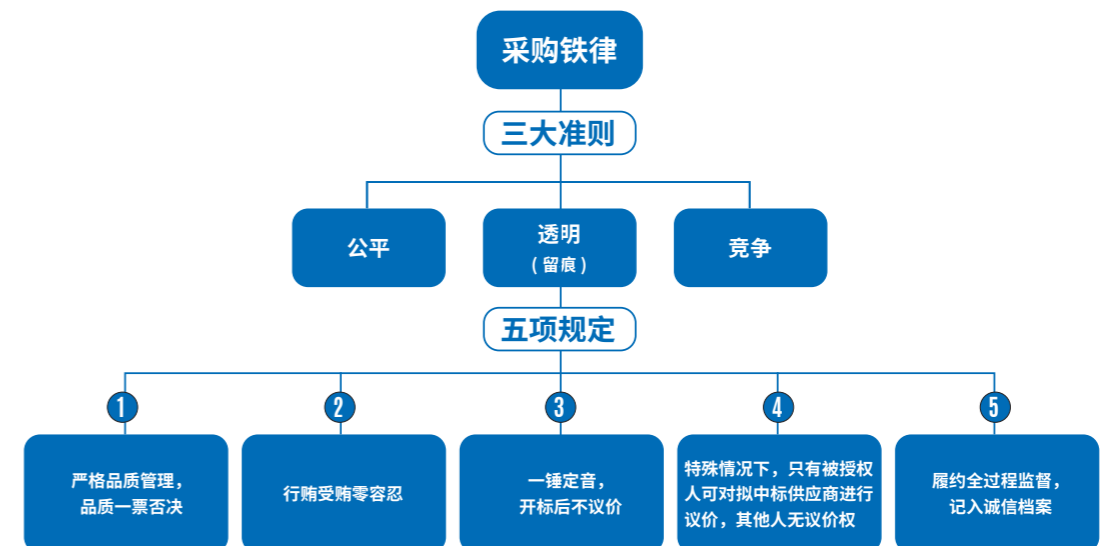 采购铁律
三大准则
公平
透明
(留痕)
竞争
五项规定
1
2
3
4
5
严格品质管理，
品质一票否决
行贿受贿零容忍
一锤定音，
开标后不议价
特殊情况下，只有被授权
人可对拟中标供应商进行
议价，其他人无议价权
履约全过程监督，
记入诚信档案